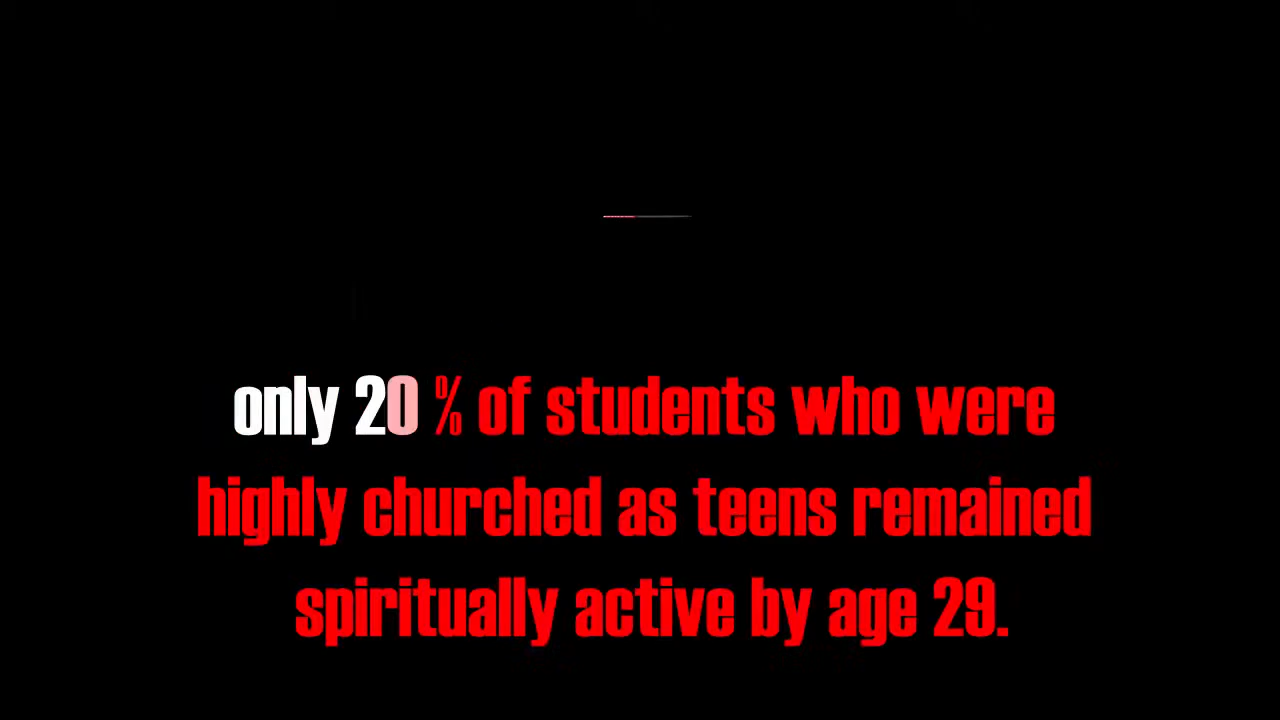 only 20 % of students who were
highly churched as teens remained
spiritually active by age 29.